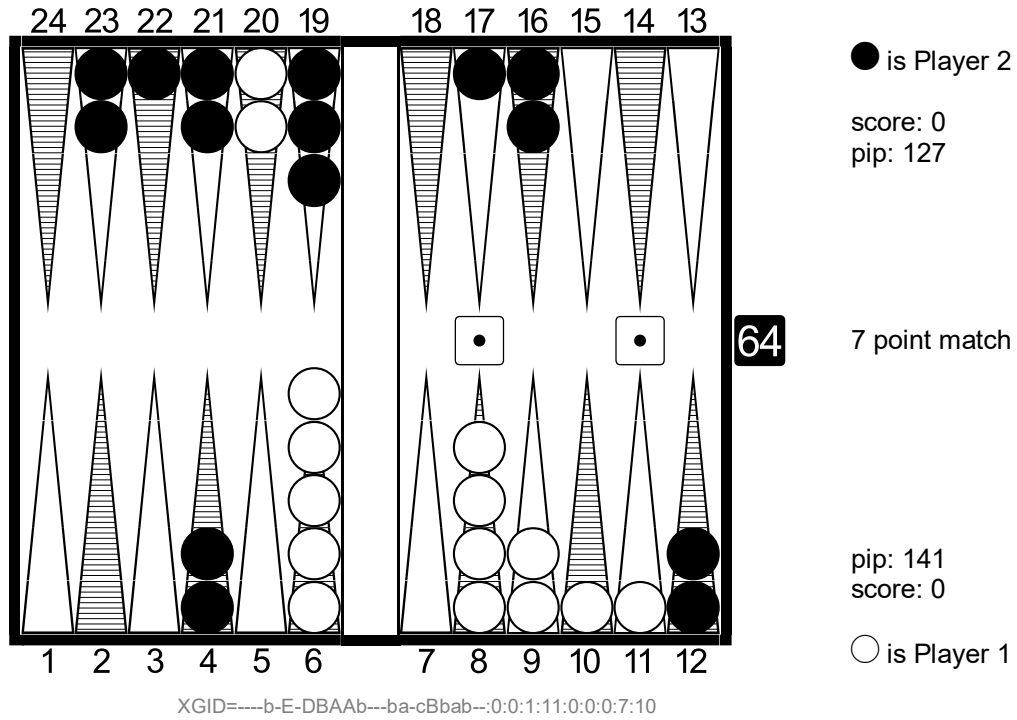 24 23 22 21 20 19 18 17 16 15 14 13
is Player 2
score: 0
pip: 127
64
7 point match
pip: 141
score: 0
is Player 1
1 2 3 4 5 6 7 8 9 10 11 12
XGID=----b-E-DBAAb---ba-cBbab--:0:0:1:11:0:0:0:7:10